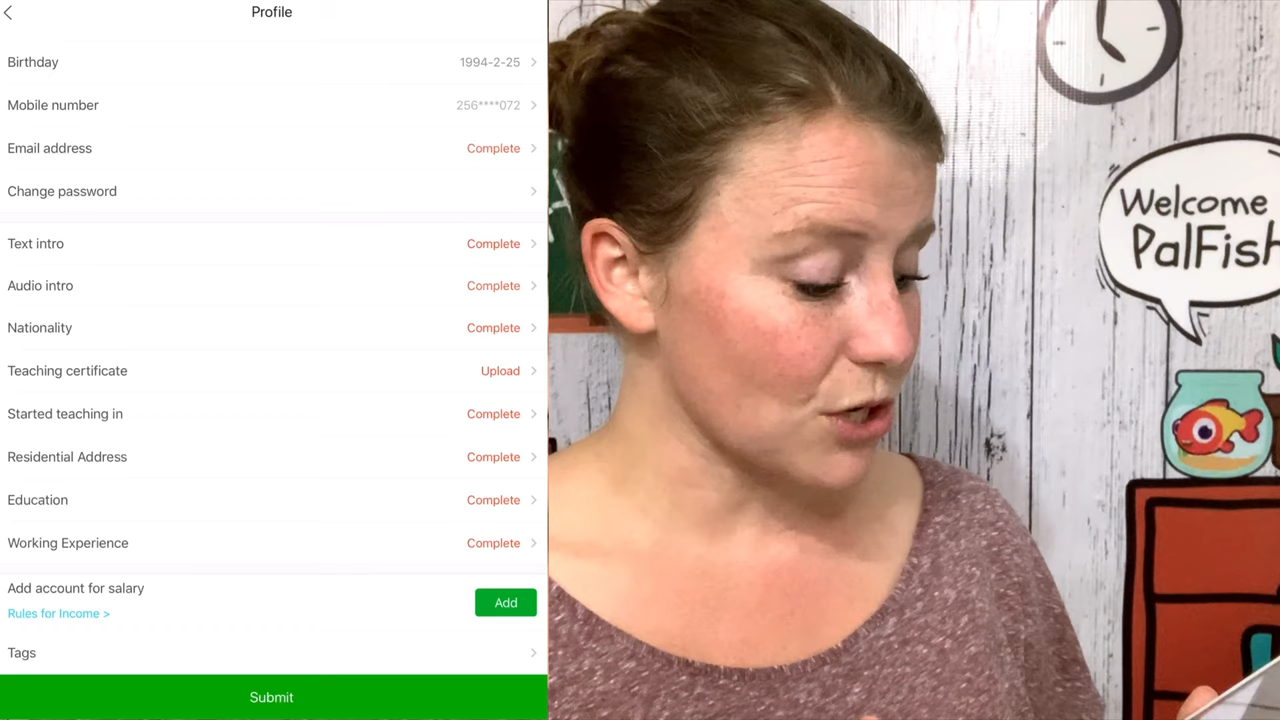 Profile
Birthday 1994-2-25
Mobile number 256****072
Email address Complete
Change password
Text intro Complete
Audio intro Complete
Nationality Complete
Teaching certificate Upload
Started teaching in Complete
Residential Address Complete
Education Complete
Working Experience Complete
Add account for salary
Rules for Income >
Add
Tags
Submit
Welcome
PalFish